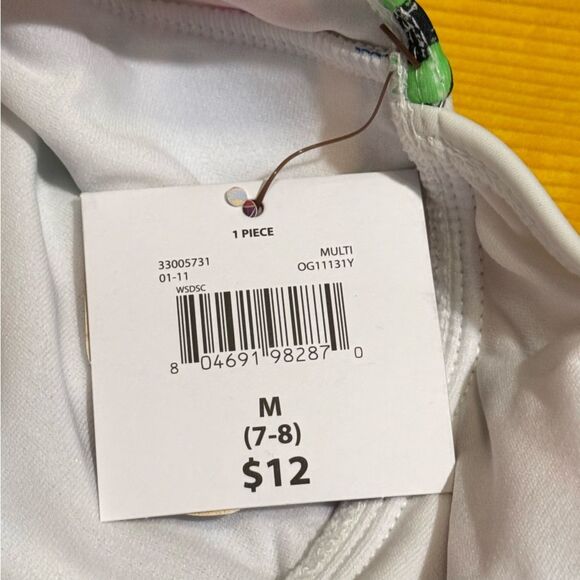 1 PIECE
33005731 MULTI
01-11 OG11131Y
WSDSC
8 04691 98287 0
M
(7-8)
$12